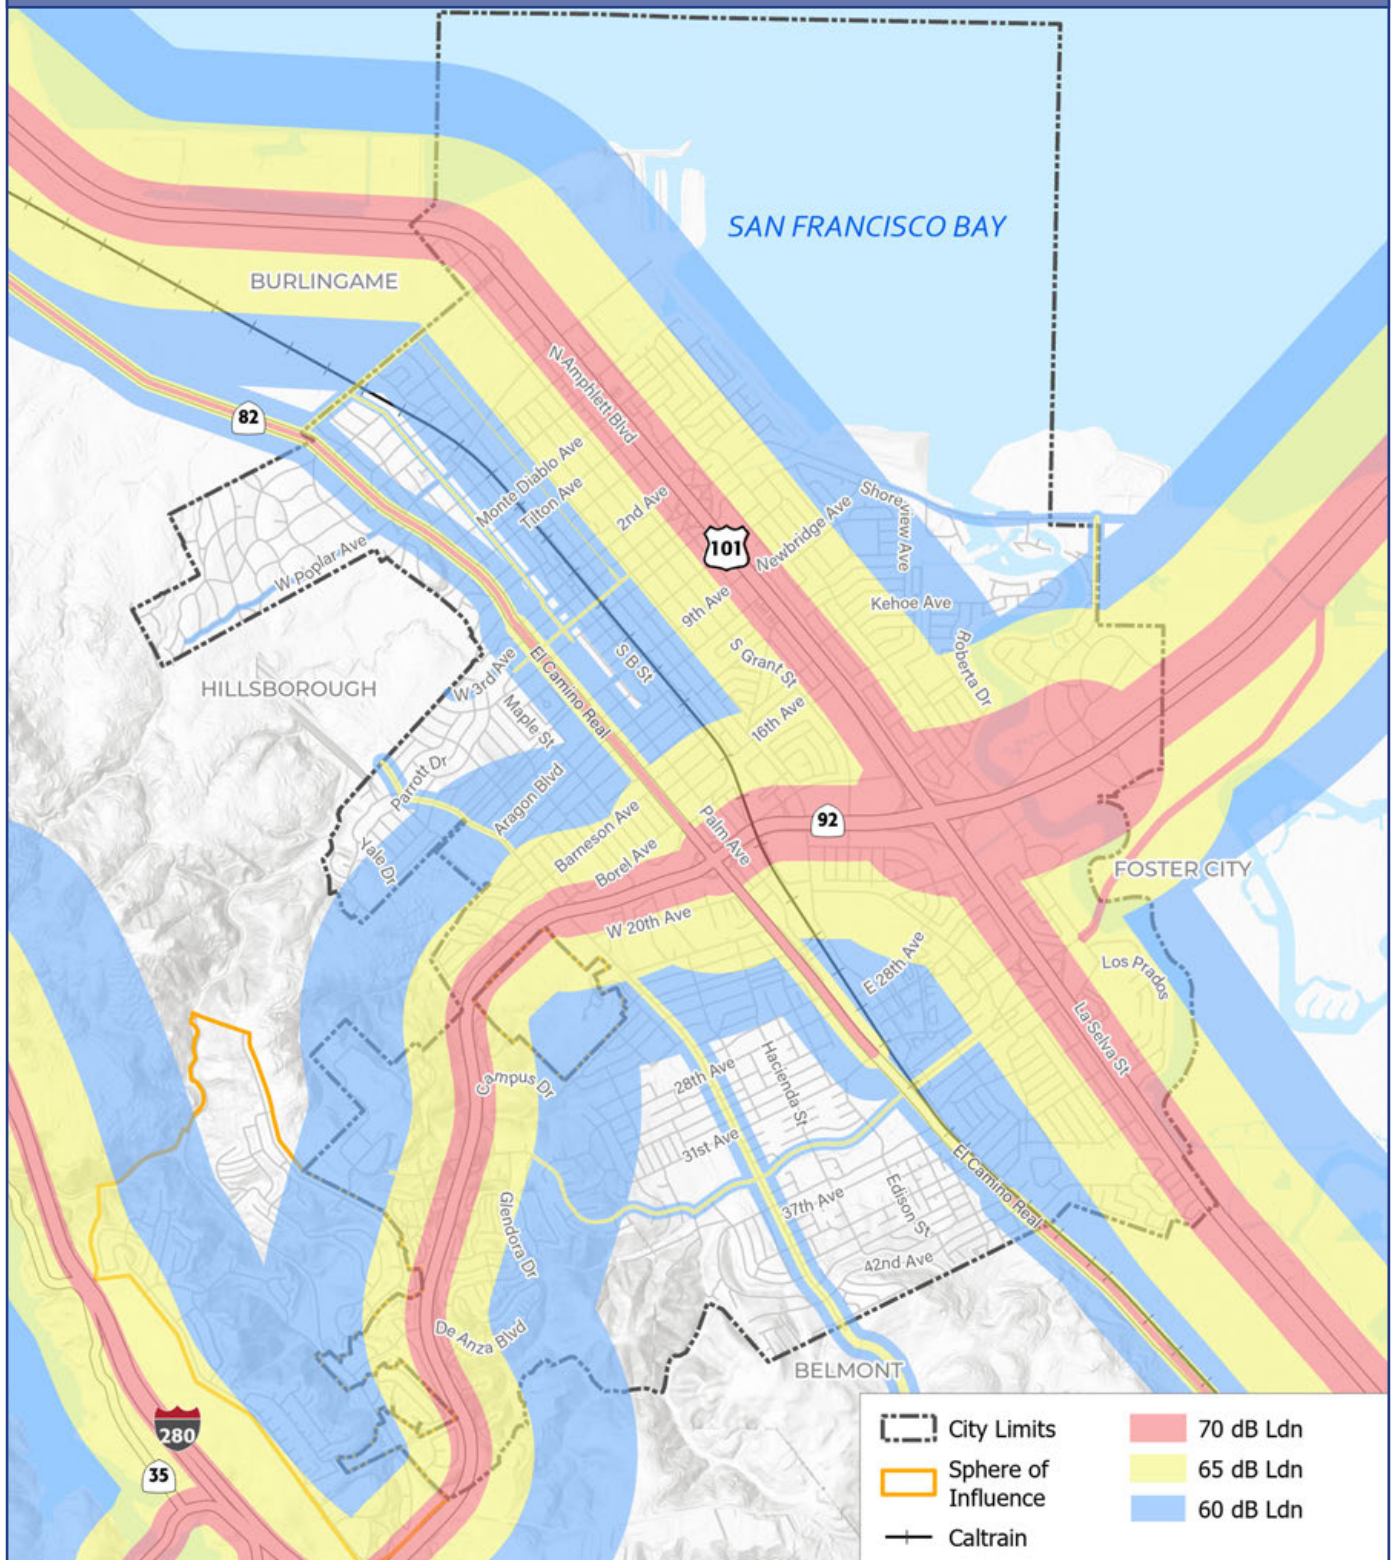 SAN FRANCISCO BAY
BURLINGAME
N Amphlett Blvd
82
Monte Diablo Ave
Tilton Ave
2nd Ave
Shoreview Ave
101
Newbridge Ave
W Poplar Ave
9th Ave
Kehoe Ave
HILLSBOROUGH
W 3rd Ave
El Camino Real
S B St
S Grant St
Roberta Dr
Maple St
16th Ave
Parrott Dr
Aragon Blvd
Barneson Ave
Palm Ave
92
Yale Dr
Borel Ave
FOSTER CITY
W 20th Ave
E 28th Ave
Los Prados
La Selva St
Campus Dr
28th Ave
Hacienda St
31st Ave
El Camino Real
Glendora Dr
37th Ave
Edison St
42nd Ave
De Anza Blvd
BELMONT
280
35
City Limits
Sphere of
Influence
Caltrain
70 dB Ldn
65 dB Ldn
60 dB Ldn